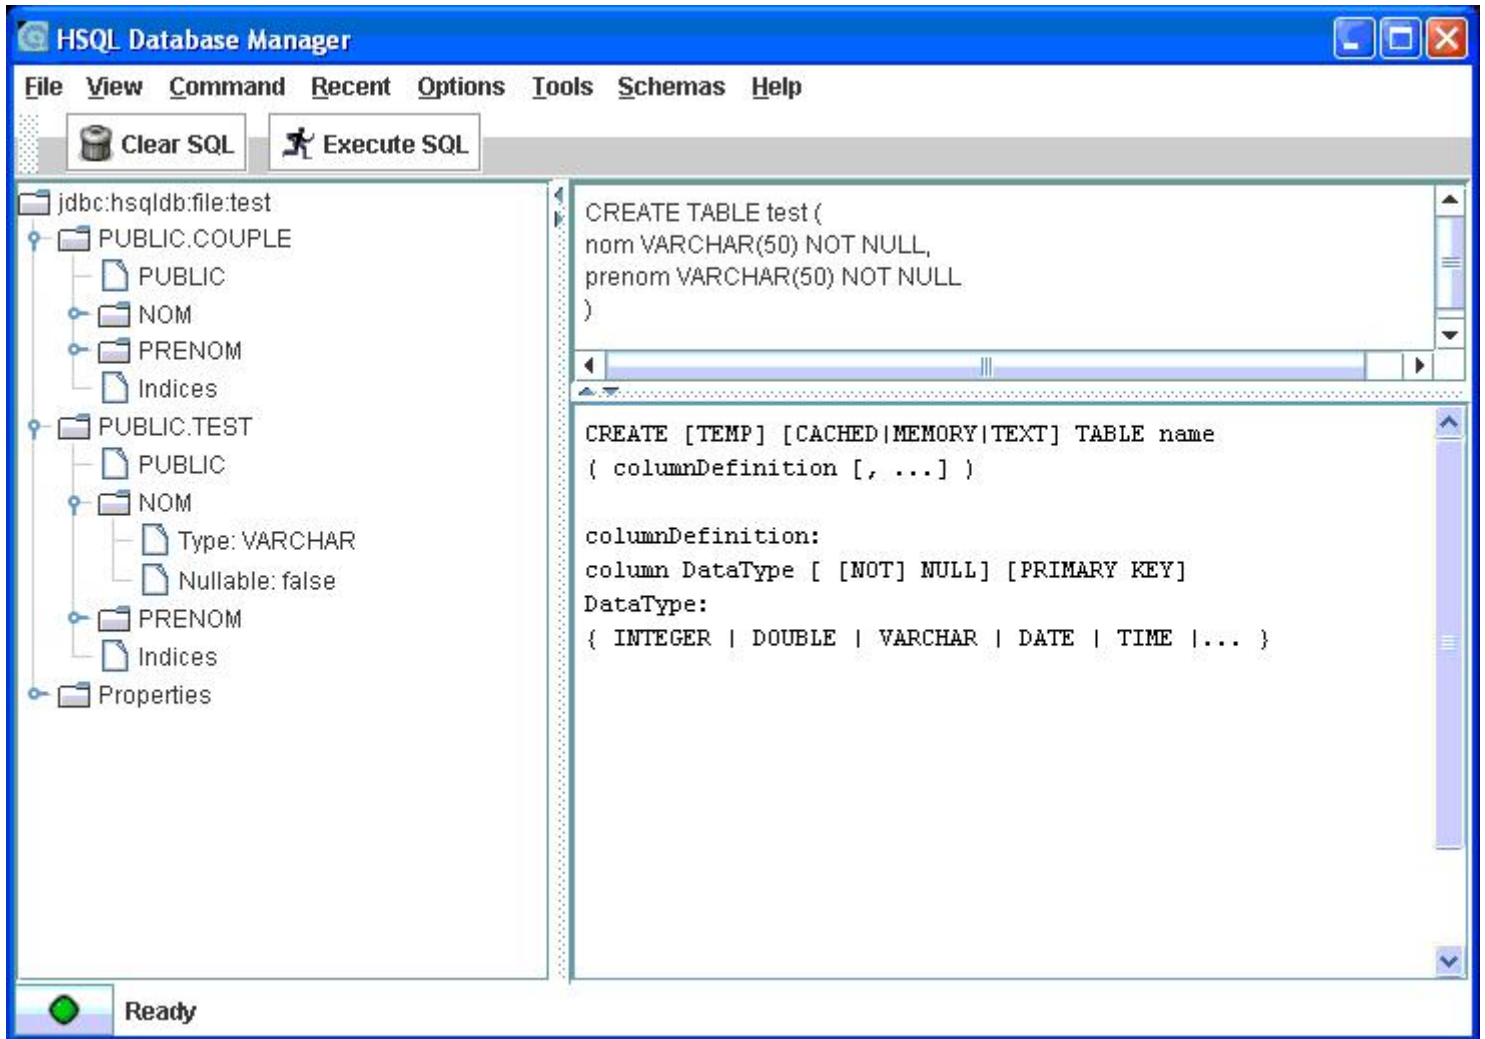 HSQL Database Manager
File View Command Recent Options Tools Schemas Help
Clear SQL Execute SQL
jdbc:hsqldb:file:test
PUBLIC.COUPLE
PUBLIC
NOM
PRENOM
Indices
PUBLIC.TEST
PUBLIC
NOM
Type: VARCHAR
Nullable: false
PRENOM
Indices
Properties
CREATE TABLE test (
nom VARCHAR(50) NOT NULL,
prenom VARCHAR(50) NOT NULL
)
CREATE [TEMP] [CACHED|MEMORY|TEXT] TABLE name
( columnDefinition [, ...] )
columnDefinition:
column DataType [ [NOT] NULL] [PRIMARY KEY]
DataType:
{ INTEGER | DOUBLE | VARCHAR | DATE | TIME |... }
Ready